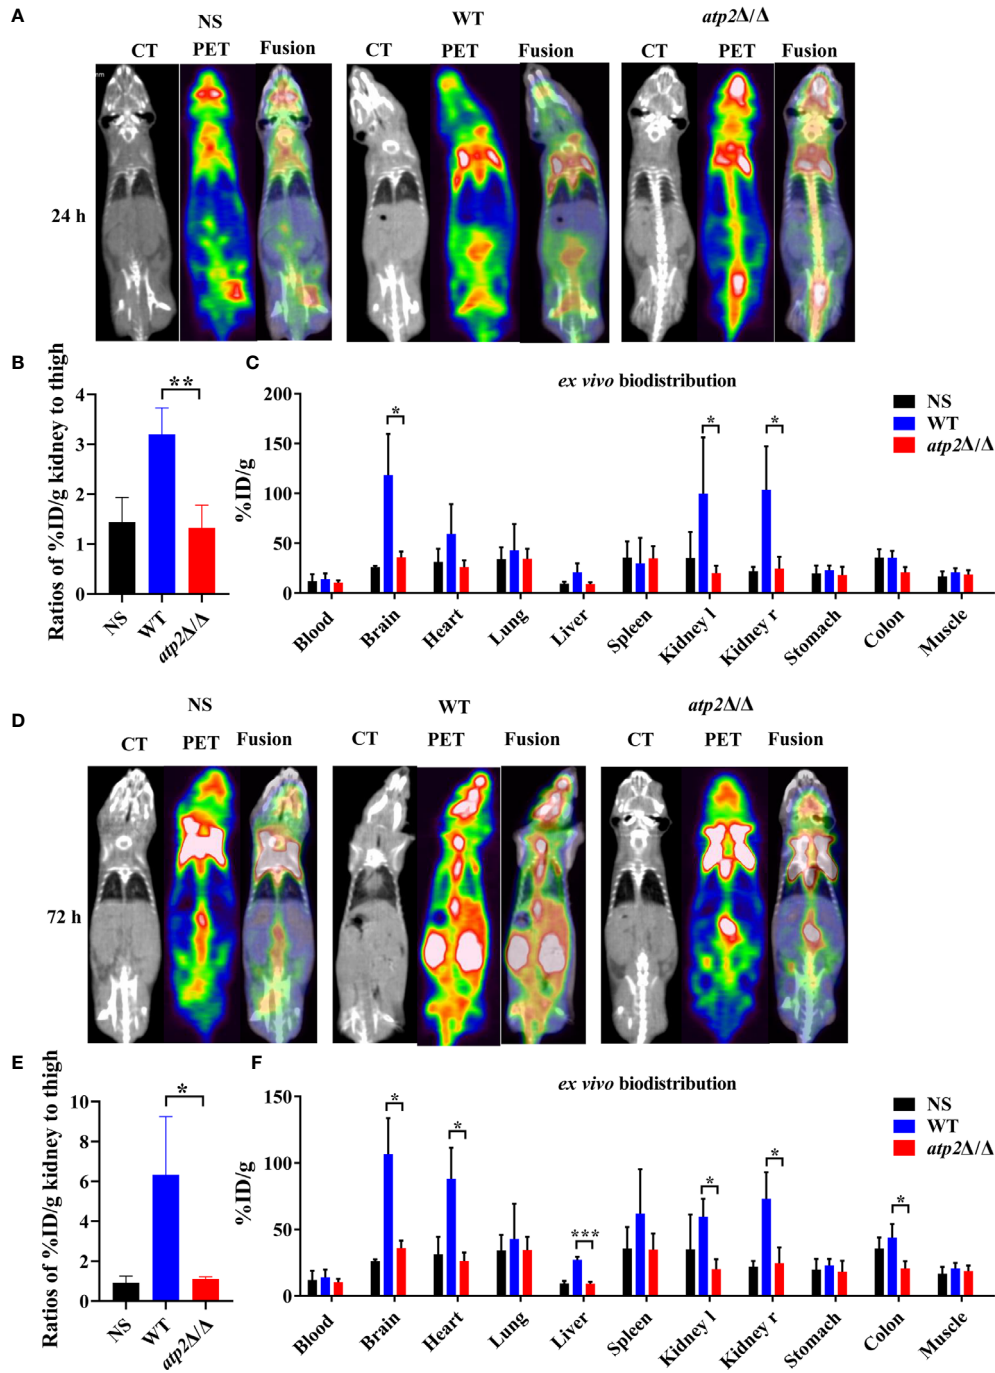 A
NS
WT
atp2Δ/Δ
CT PET Fusion
CT PET Fusion
CT PET Fusion
24 h
B
Ratios of %ID/g kidney to thigh
4
3
2
1
0
**
NS
WT
atp2Δ/Δ
C
ex vivo biodistribution
%ID/g
200
150
100
50
0
* * *
NS
WT
atp2Δ/Δ
Blood Brain Heart Lung Liver Spleen Kidney l Kidney r Stomach Colon Muscle
D
NS
WT
atp2Δ/Δ
CT PET Fusion
CT PET Fusion
CT PET Fusion
72 h
E
Ratios of %ID/g kidney to thigh
10
8
6
4
2
0
*
NS
WT
atp2Δ/Δ
F
ex vivo biodistribution
%ID/g
150
100
50
0
* * *** * * *
NS
WT
atp2Δ/Δ
Blood Brain Heart Lung Liver Spleen Kidney l Kidney r Stomach Colon Muscle